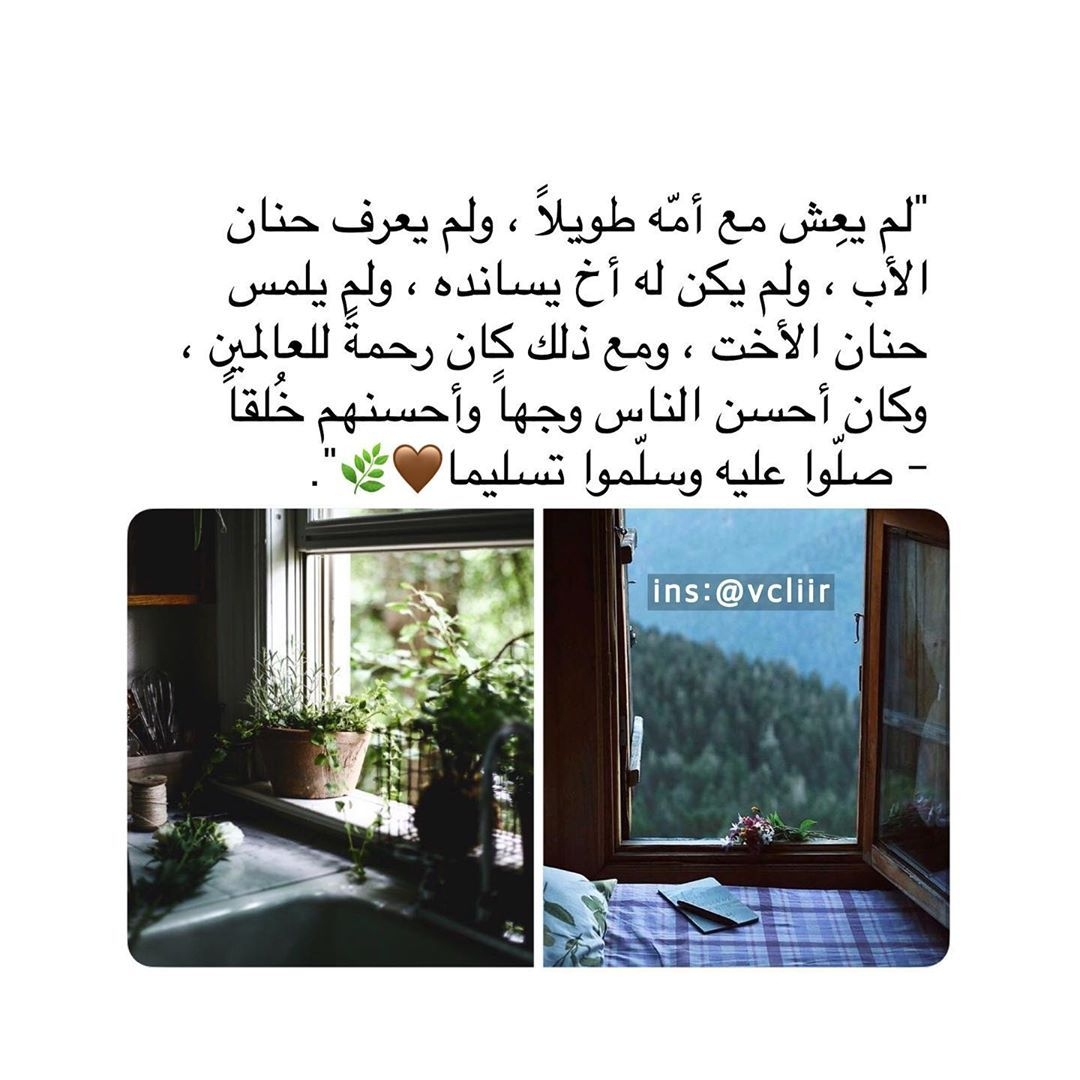 "لم يعِش مع أمّه طويلاً ، ولم يعرف حنان
الأب ، ولم يكن له أخ يسانده ، ولم يلمس
حنان الأخت ، ومع ذلك كان رحمةً للعالمين ،
وكان أحسن الناس وجهاً وأحسنهم خُلقاً
- صلّوا عليه وسلّموا تسليما🤎🌿".
ins:@vcliir